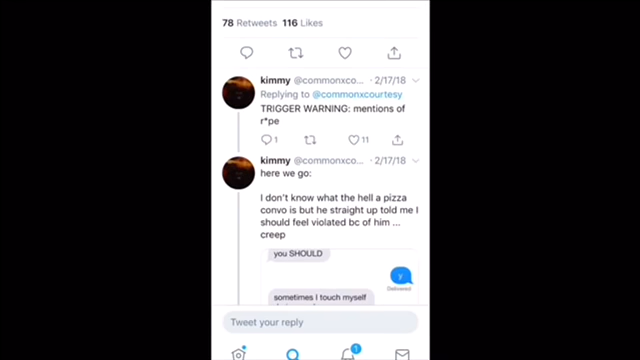 78 Retweets 116 Likes
kimmy @commonxco... · 2/17/18
Replying to @commonxcourtesy
TRIGGER WARNING: mentions of
r*pe
1 11
kimmy @commonxco... · 2/17/18
here we go:
I don't know what the hell a pizza
convo is but he straight up told me I
should feel violated bc of him ...
creep
you SHOULD
y
Delivered
sometimes I touch myself
Tweet your reply
1